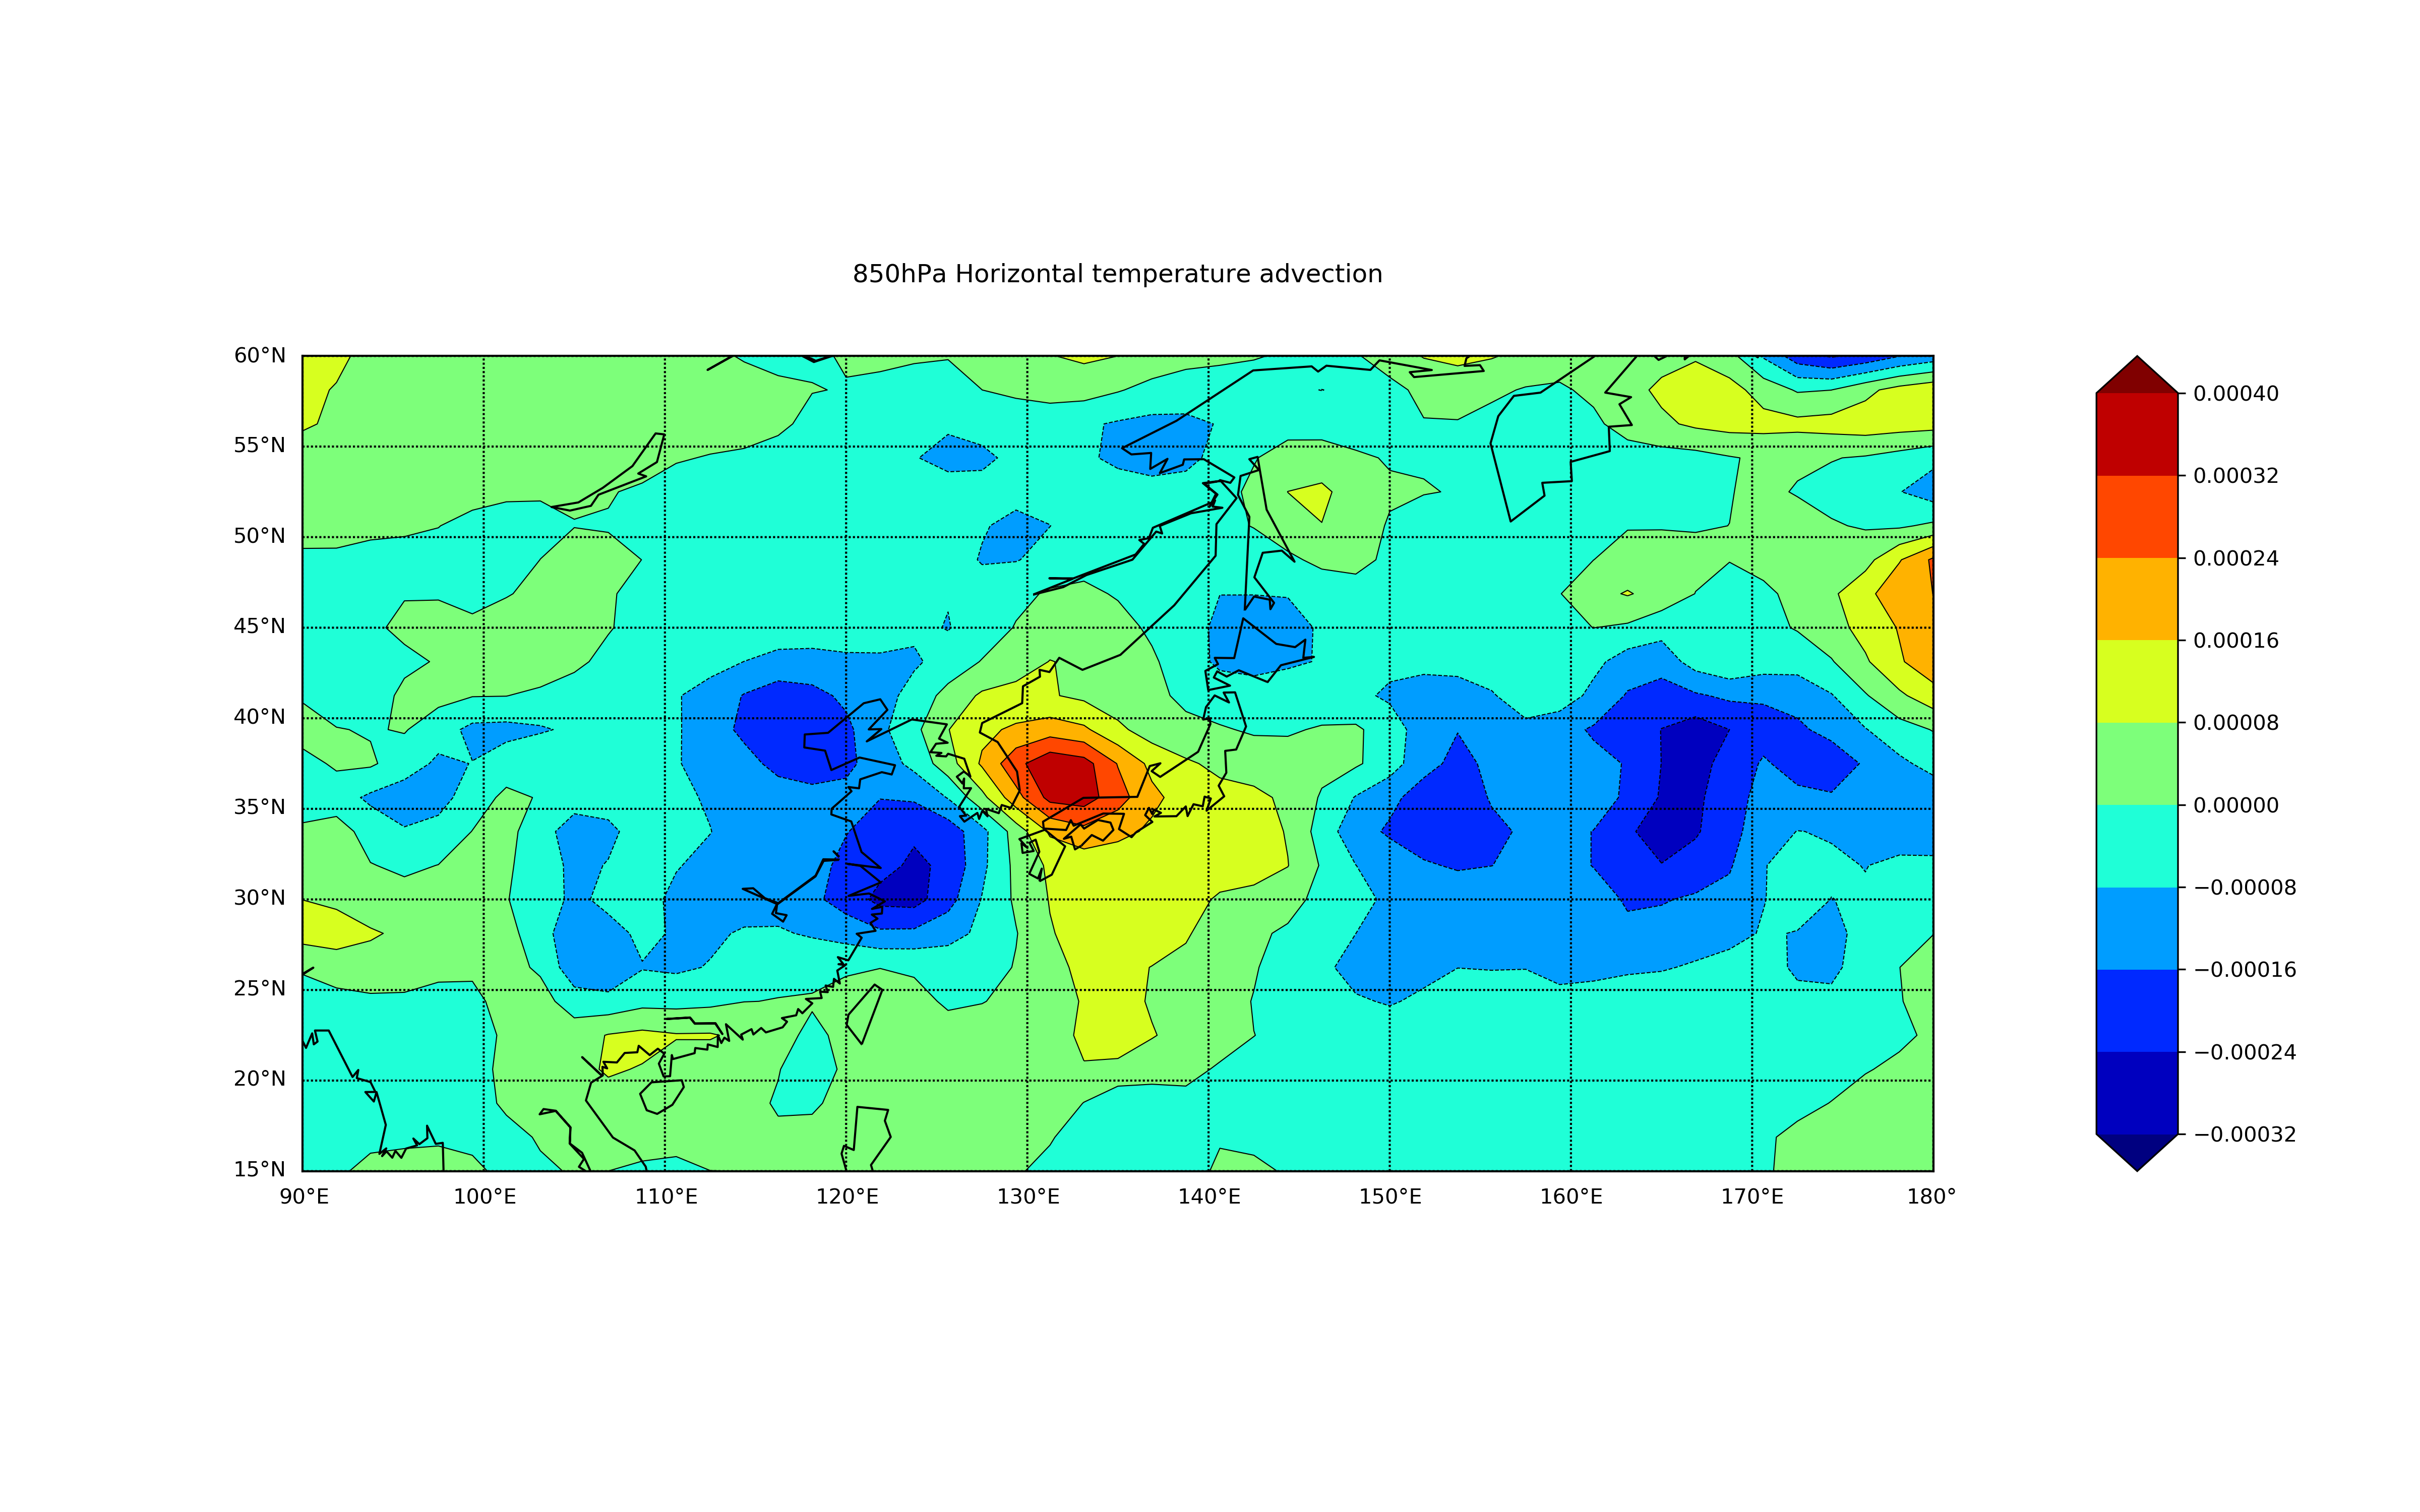 850hPa Horizontal temperature advection
60°N
55°N
50°N
45°N
40°N
35°N
30°N
25°N
20°N
15°N
90°E 100°E 110°E 120°E 130°E 140°E 150°E 160°E 170°E 180°
0.00040
0.00032
0.00024
0.00016
0.00008
0.00000
−0.00008
−0.00016
−0.00024
−0.00032